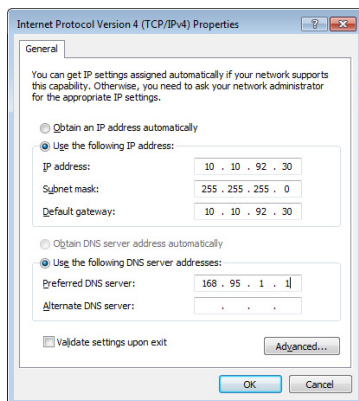 Internet Protocol Version 4 (TCP/IPv4) Properties
General
You can get IP settings assigned automatically if your network supports
this capability. Otherwise, you need to ask your network administrator
for the appropriate IP settings.
Obtain an IP address automatically
Use the following IP address:
IP address: 10 . 10 . 92 . 30
Subnet mask: 255 . 255 . 255 . 0
Default gateway: 10 . 10 . 92 . 30
Obtain DNS server address automatically
Use the following DNS server addresses:
Preferred DNS server: 168 . 95 . 1 . 1
Alternate DNS server: . . .
Validate settings upon exit
Advanced...
OK Cancel